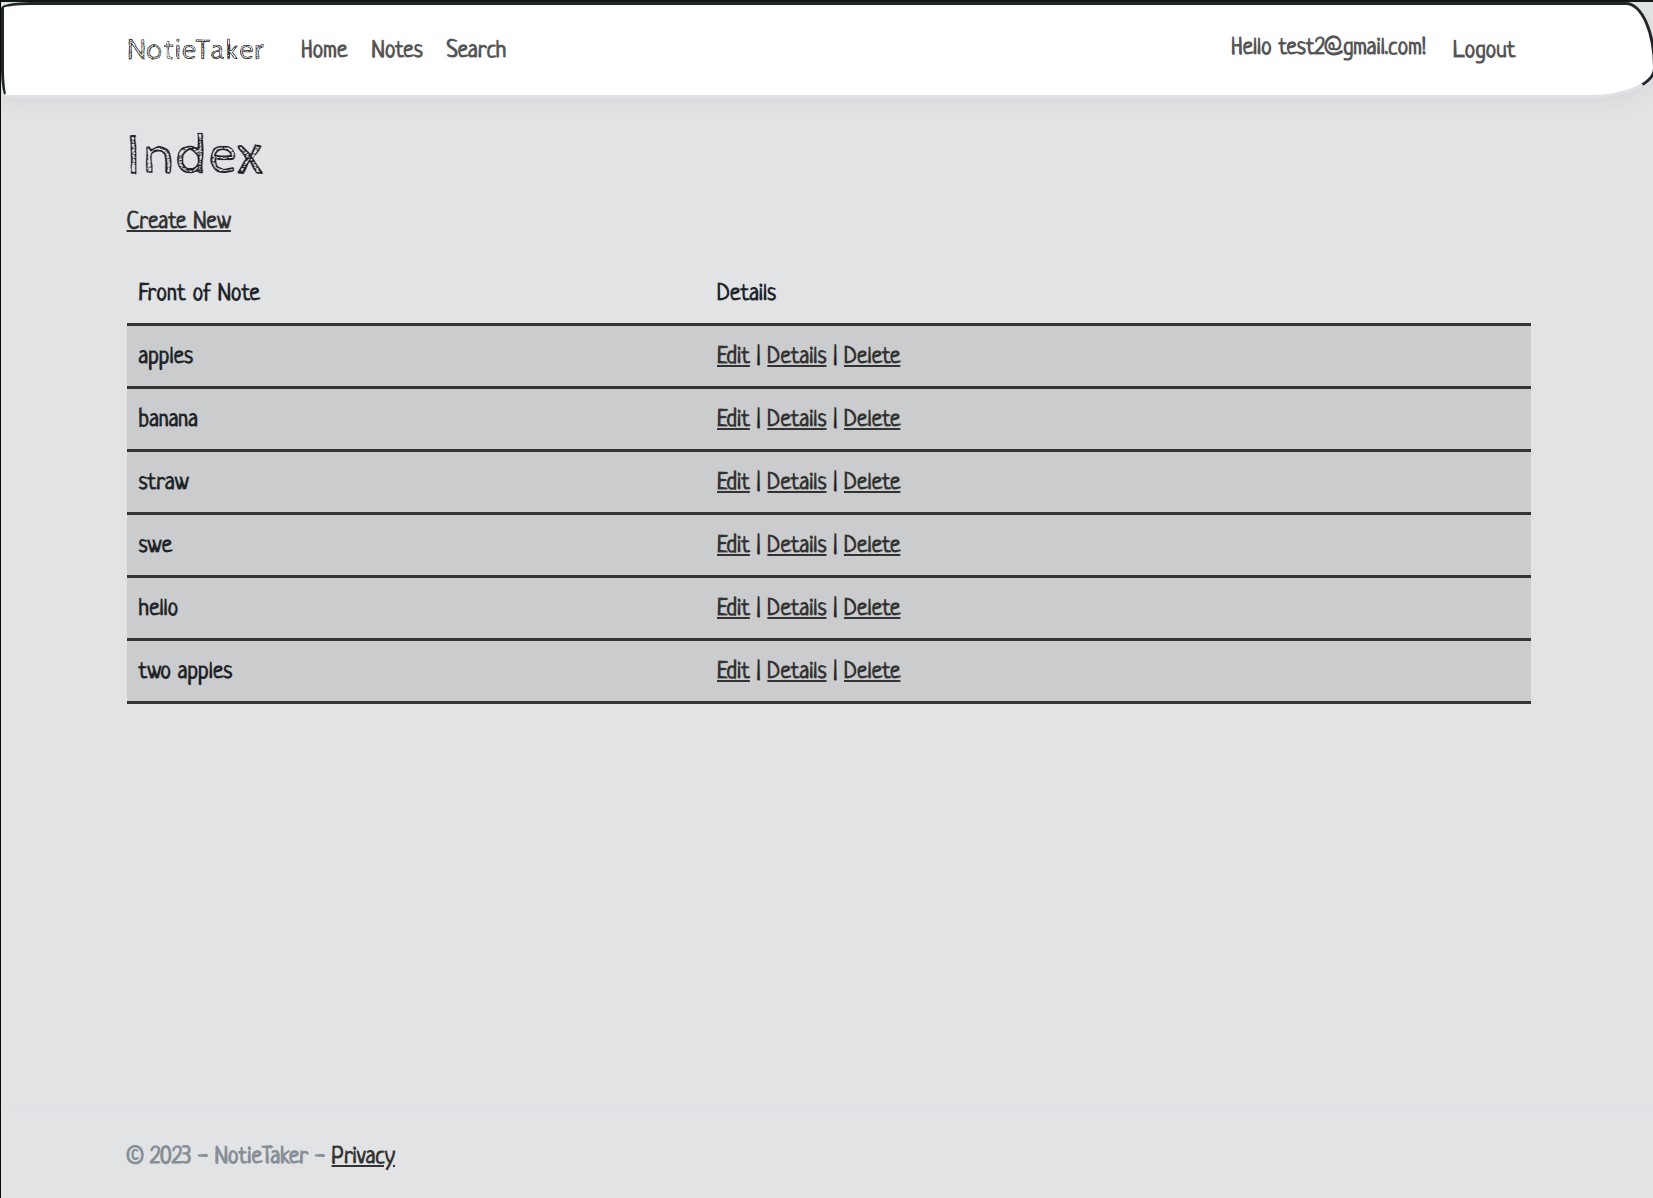 NotieTaker Home Notes Search Hello test2@gmail.com! Logout
Index
Create New
Front of Note Details
apples Edit | Details | Delete
banana Edit | Details | Delete
straw Edit | Details | Delete
swe Edit | Details | Delete
hello Edit | Details | Delete
two apples Edit | Details | Delete
© 2023 - NotieTaker - Privacy